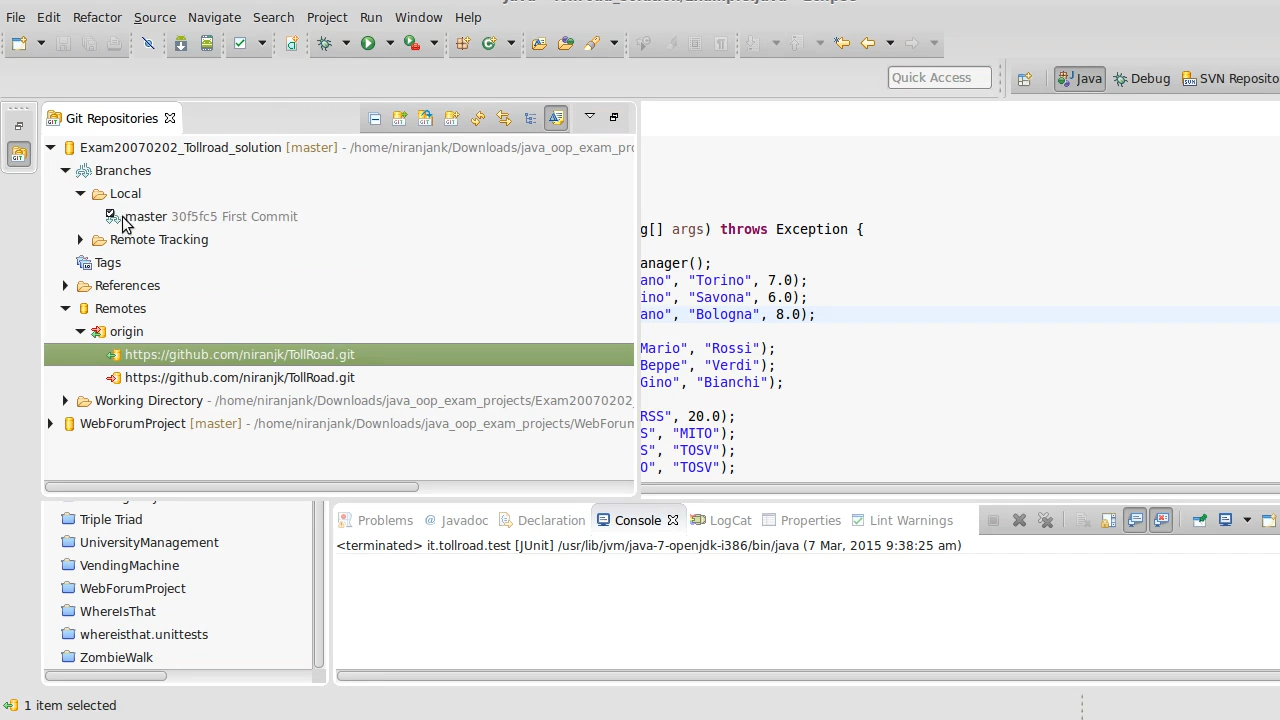 File Edit Refactor Source Navigate Search Project Run Window Help
Quick Access
Java Debug SVN Reposito
Git Repositories
Exam20070202_Tollroad_solution [master] - /home/niranjank/Downloads/java_oop_exam_pro
Branches
Local
master 30f5fc5 First Commit
Remote Tracking
Tags
References
Remotes
origin
https://github.com/niranjk/TollRoad.git
https://github.com/niranjk/TollRoad.git
Working Directory - /home/niranjank/Downloads/java_oop_exam_projects/Exam20070202_
WebForumProject [master] - /home/niranjank/Downloads/java_oop_exam_projects/WebForum
g[] args) throws Exception {
anager();
ano", "Torino", 7.0);
ino", "Savona", 6.0);
ano", "Bologna", 8.0);
Mario", "Rossi");
Beppe", "Verdi");
Gino", "Bianchi");
RSS", 20.0);
S", "MITO");
S", "TOSV");
O", "TOSV");
Triple Triad
UniversityManagement
VendingMachine
WebForumProject
WhereIsThat
whereisthat.unittests
ZombieWalk
Problems Javadoc Declaration Console LogCat Properties Lint Warnings
<terminated> it.tollroad.test [JUnit] /usr/lib/jvm/java-7-openjdk-i386/bin/java (7 Mar, 2015 9:38:25 am)
1 item selected